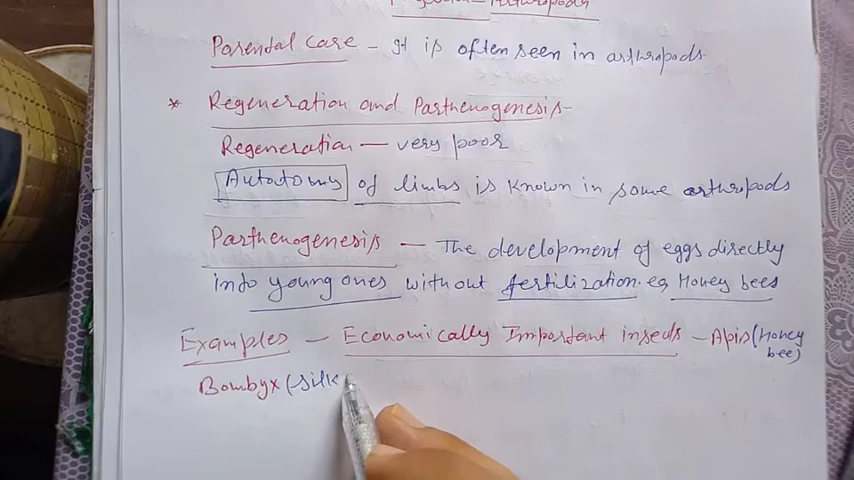 Arthropods
Parental Care - It is often seen in arthropods
* Regeneration and Parthenogenesis-
Regeneration — very poor
Autotomy of limbs is known in some arthropods
Parthenogenesis — The development of eggs directly
into young ones without fertilization. eg Honey bees
Examples - Economically Important insects - Apis (Honey
bee)
Bombyx (silk